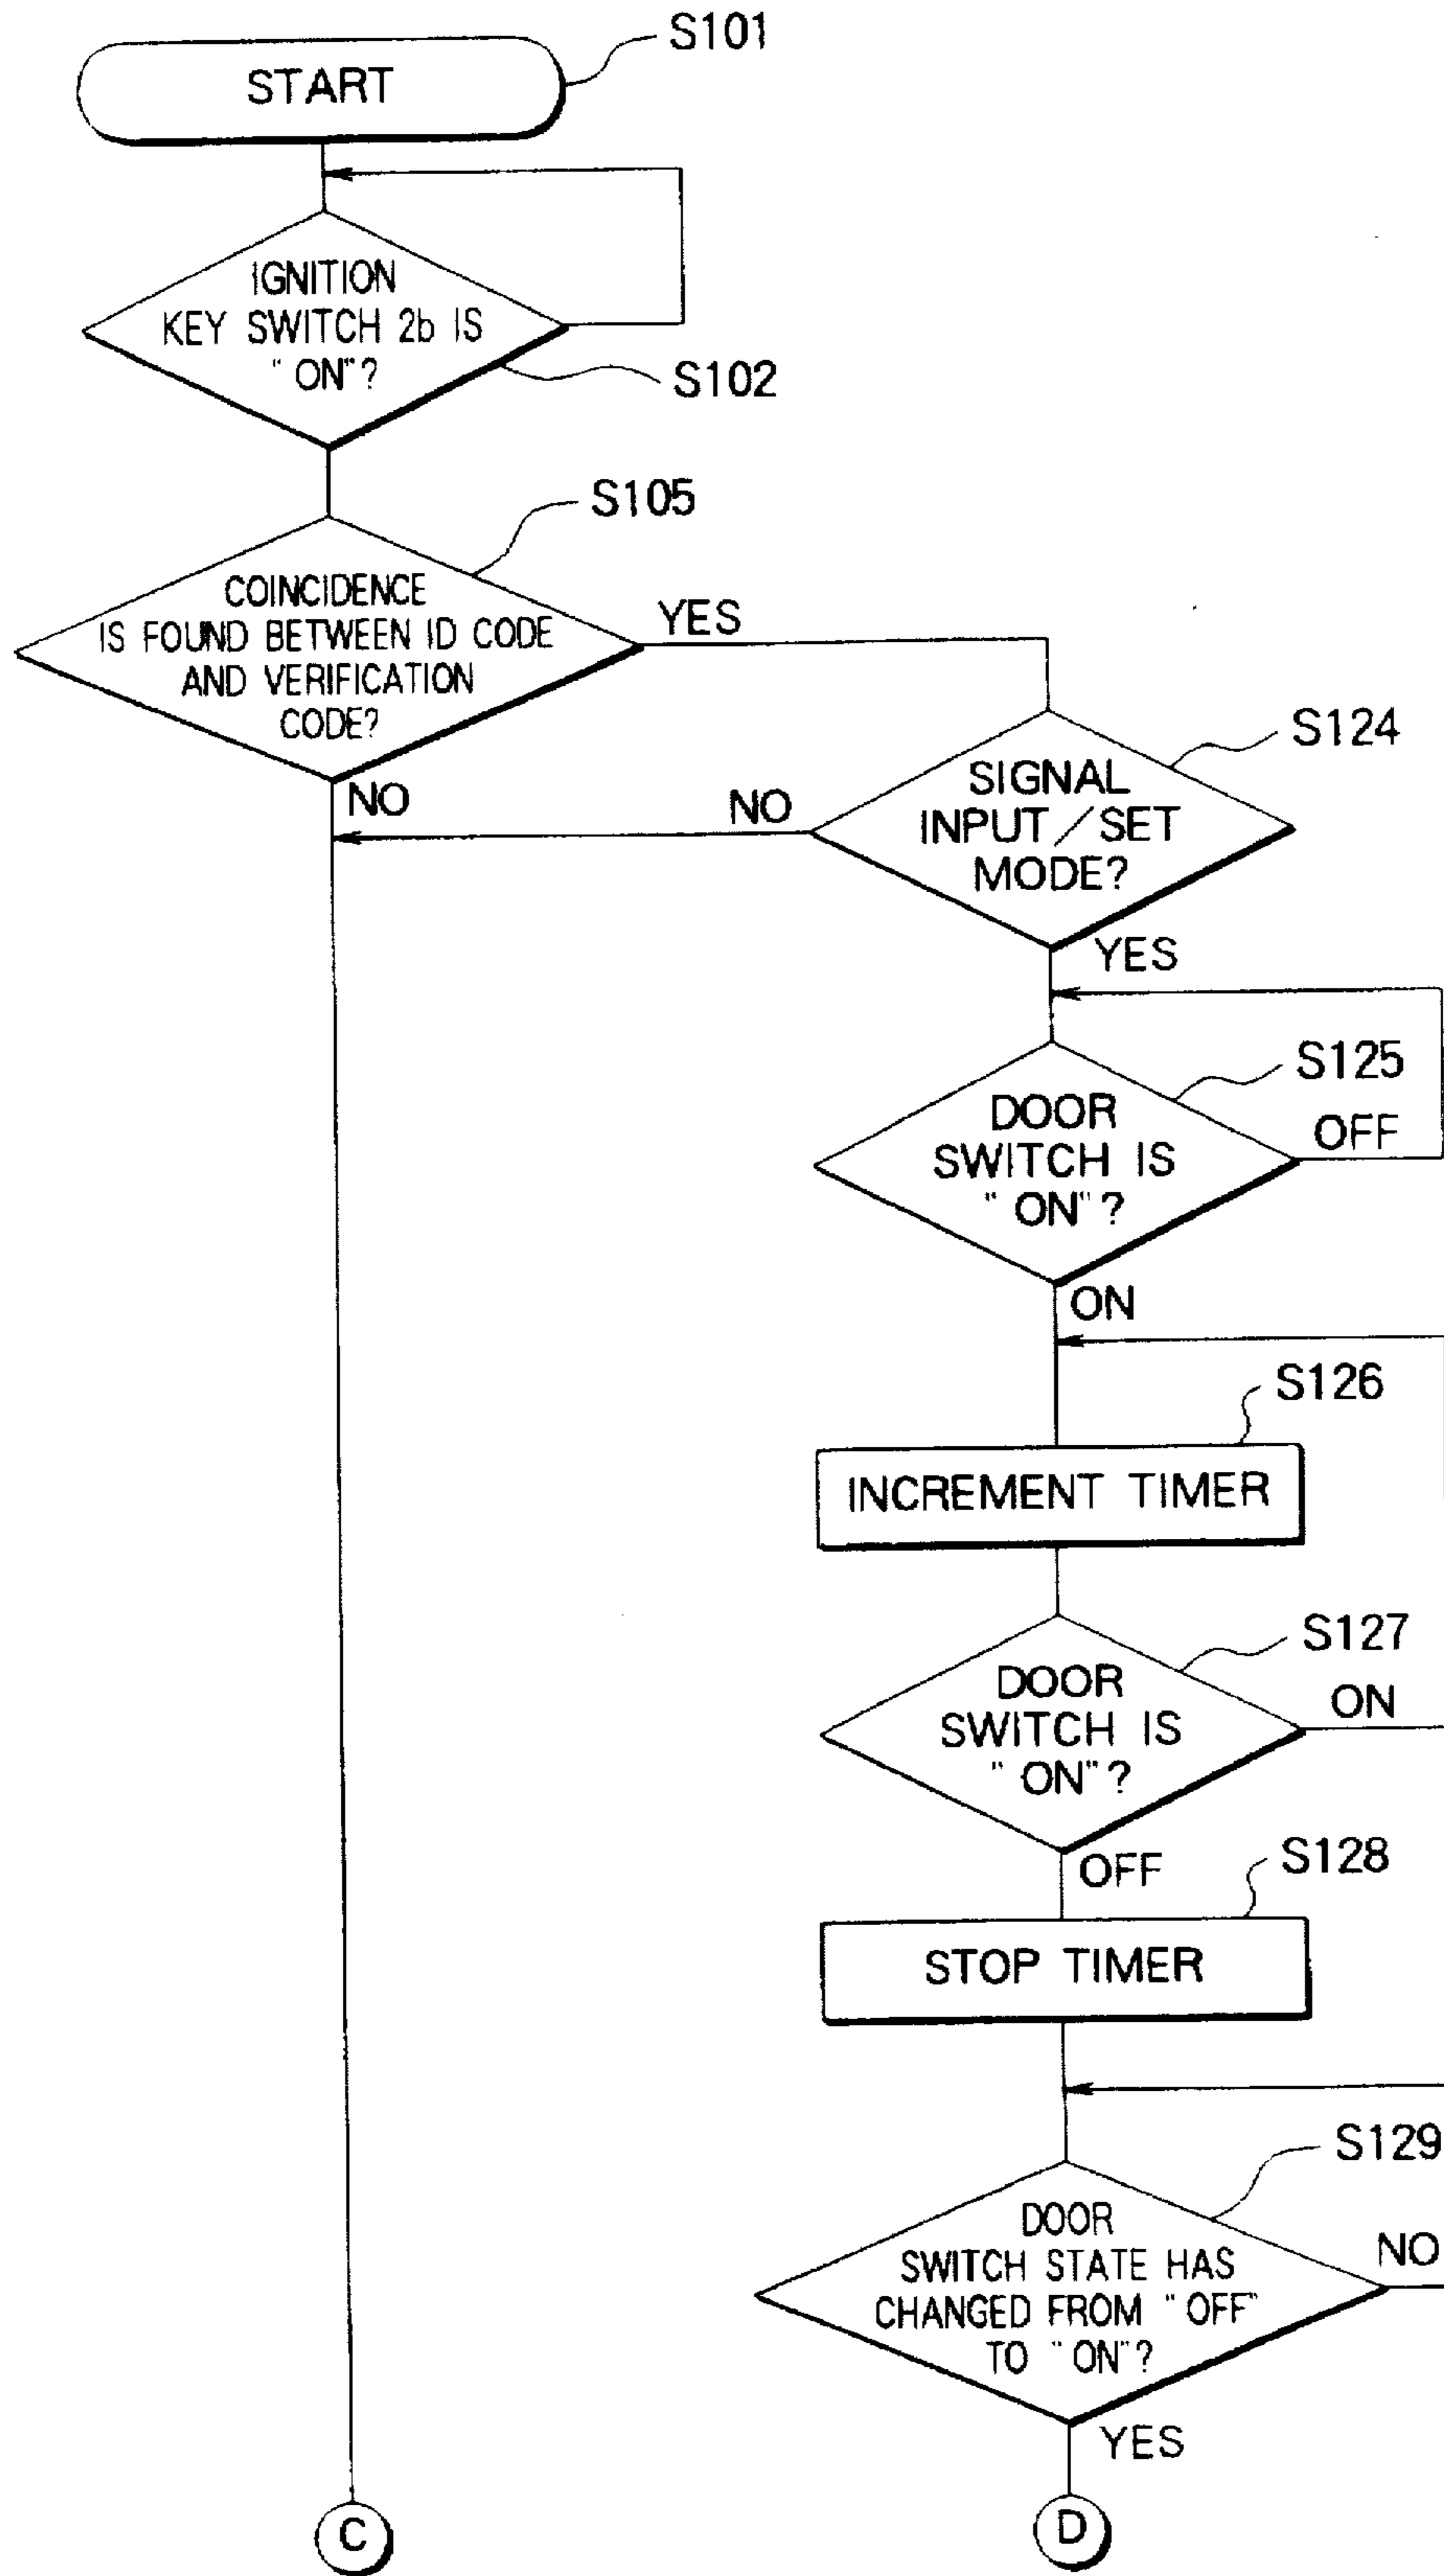 S101
START
IGNITION
KEY SWITCH 2b IS
"ON"?
S102
S105
COINCIDENCE
IS FOUND BETWEEN ID CODE
AND VERIFICATION
CODE?
YES
NO
S124
SIGNAL
INPUT/SET
MODE?
NO
YES
S125
DOOR
SWITCH IS
"ON"?
OFF
ON
S126
INCREMENT TIMER
S127
DOOR
SWITCH IS
"ON"?
ON
OFF
S128
STOP TIMER
S129
DOOR
SWITCH STATE HAS
CHANGED FROM "OFF"
TO "ON"?
NO
YES
C
D